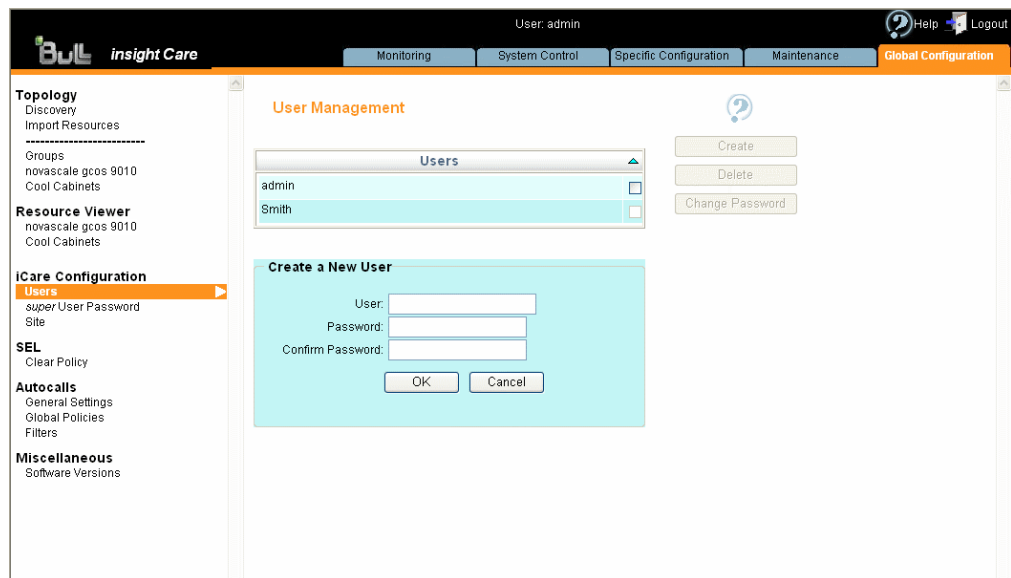 User: admin
Help
Logout
Bull
insight Care
Monitoring
System Control
Specific Configuration
Maintenance
Global Configuration
Topology
Discovery
Import Resources
-------------------------
Groups
novascale gcos 9010
Cool Cabinets
Resource Viewer
novascale gcos 9010
Cool Cabinets
iCare Configuration
Users
super User Password
Site
SEL
Clear Policy
Autocalls
General Settings
Global Policies
Filters
Miscellaneous
Software Versions
User Management
?
Users
admin
Smith
Create
Delete
Change Password
Create a New User
User:
Password:
Confirm Password:
OK
Cancel